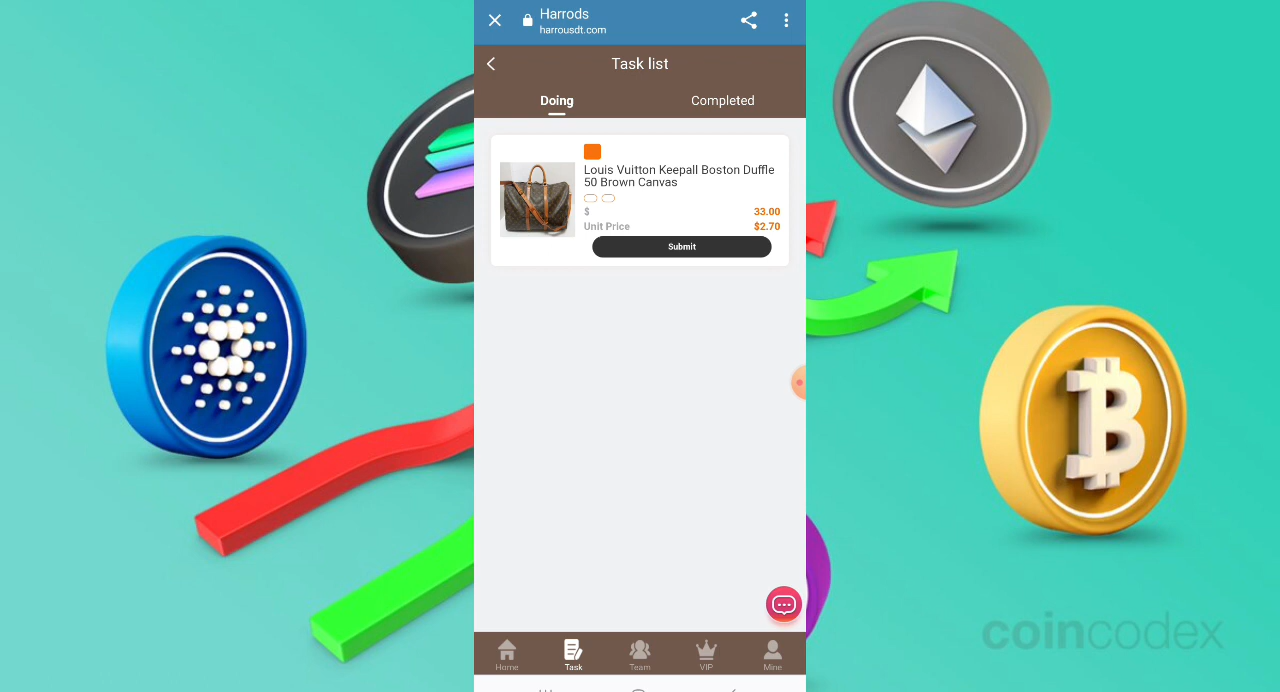 Harrods
harrousdt.com
Task list
Doing
Completed
Louis Vuitton Keepall Boston Duffle
50 Brown Canvas
$ 33.00
Unit Price $2.70
Submit
Home
Task
Team
VIP
Mine
coincodex